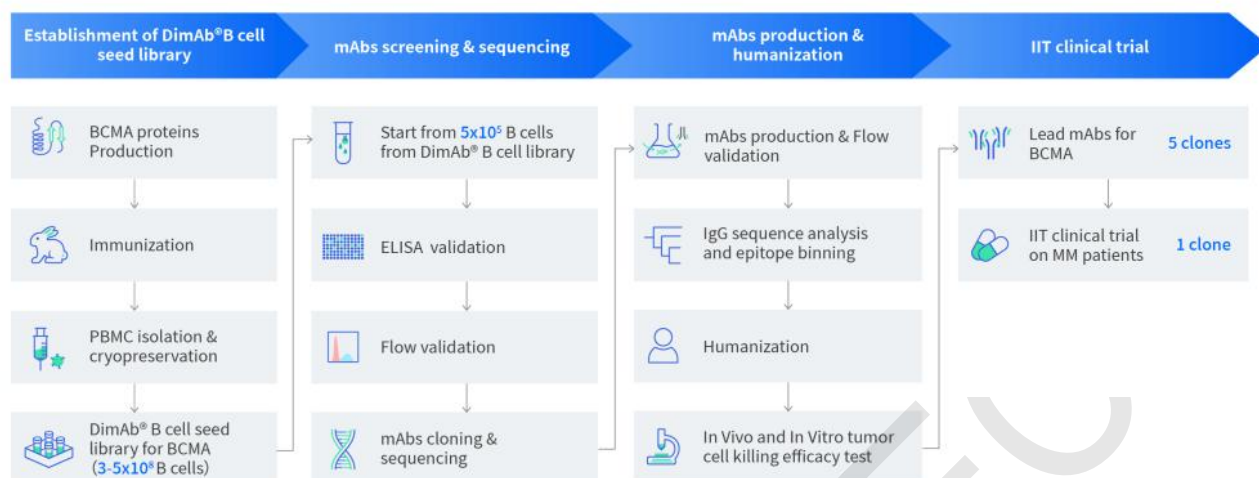 Establishment of DimAb®B cell
seed library
mAbs screening & sequencing
mAbs production &
humanization
IIT clinical trial
BCMA proteins
Production
Immunization
PBMC isolation &
cryopreservation
DimAb® B cell seed
library for BCMA
(3-5x10⁸ B cells)
Start from 5x10⁵ B cells
from DimAb® B cell library
ELISA validation
Flow validation
mAbs cloning &
sequencing
mAbs production & Flow
validation
IgG sequence analysis
and epitope binning
Humanization
In Vivo and In Vitro tumor
cell killing efficacy test
Lead mAbs for
BCMA
5 clones
IIT clinical trial
on MM patients
1 clone